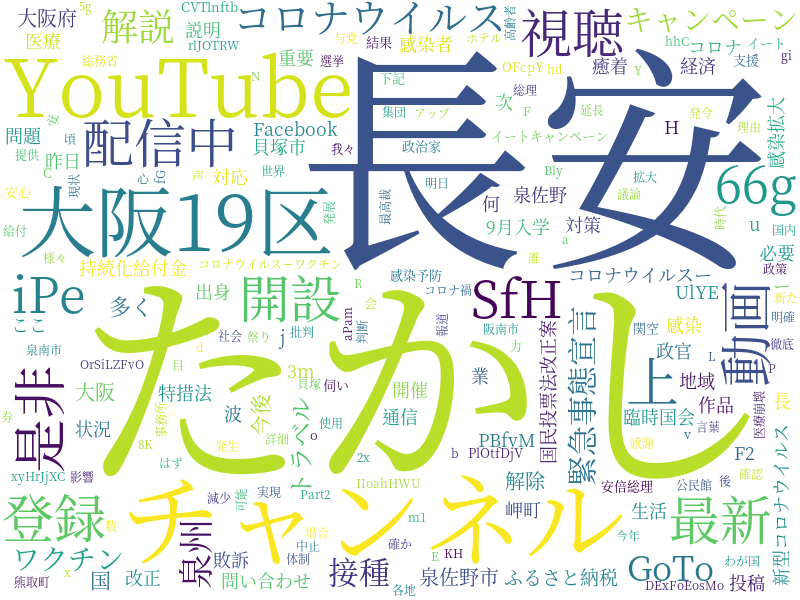 大阪府
5g
CVTlnftb
コロナウイルス
高齢者
与党
視聴
キャンペーン
医療
解説
説明
rlJOTRW
総務省
結果
感染者
ホテル
hhC
コロナ
イート
YouTube
重要
N
選挙
OFcpY
hd
癒着
Y
経済
支援
gi
下記
総理
安
配信中
Facebook
次
F
延長
発令
理由
感染拡大
問題
頃
集団
アップ
イートキャンペーン
H
提供
昨日
貝塚市
我々
政治家
長安
C
現状
心
fG
声
対応
世界
明日
Bly
拡大
議論
66g
安心
大阪19区
発展
最高裁
泉佐野
何
9月入学
対策
a
誰
時代
u
国内
給付
様々
持続化給付金
コロナウイルスーワクチン
感染予防
コロナウイルスー
必要
政策
iPe
多く
出身
開設
R
会
コロナ禍
SfH
UlYE
ー
新た
ここ
j
社会
祭り
批判
aPam
判断
報道
阪南市
力
国民投票法改正案
緊急事態宣言
関空
感染
動画
明確
泉南市
OrSiLZFvO
d
たかし
上
政官
L
徹底
P
是非
大阪
目
3m
貝塚
伺い
業
地域
券
特措法
今後
トラベル
開催
作品
長
状況
事務所
波
o
使用
通信
PBfvM
臨時国会
v
言葉
医療崩壊
8K
発生
詳細
2x
b
PlOtfDjV
F2
感謝
xyHrJjXC
影響
はず
IIoahHWU
解除
安倍総理
公民館
後
確認
登録
チャンネル
数
減少
実現
可能
Part2
場合
m1
岬町
生活
最新
新型コロナウイルス
ワクチン
泉州
敗訴
体制
中止
確か
E
KH
今年
わが国
熊取町
x
国
改正
問い合わせ
接種
各地
泉佐野市
ふるさと納税
GoTo
DExFoEosMo
投稿